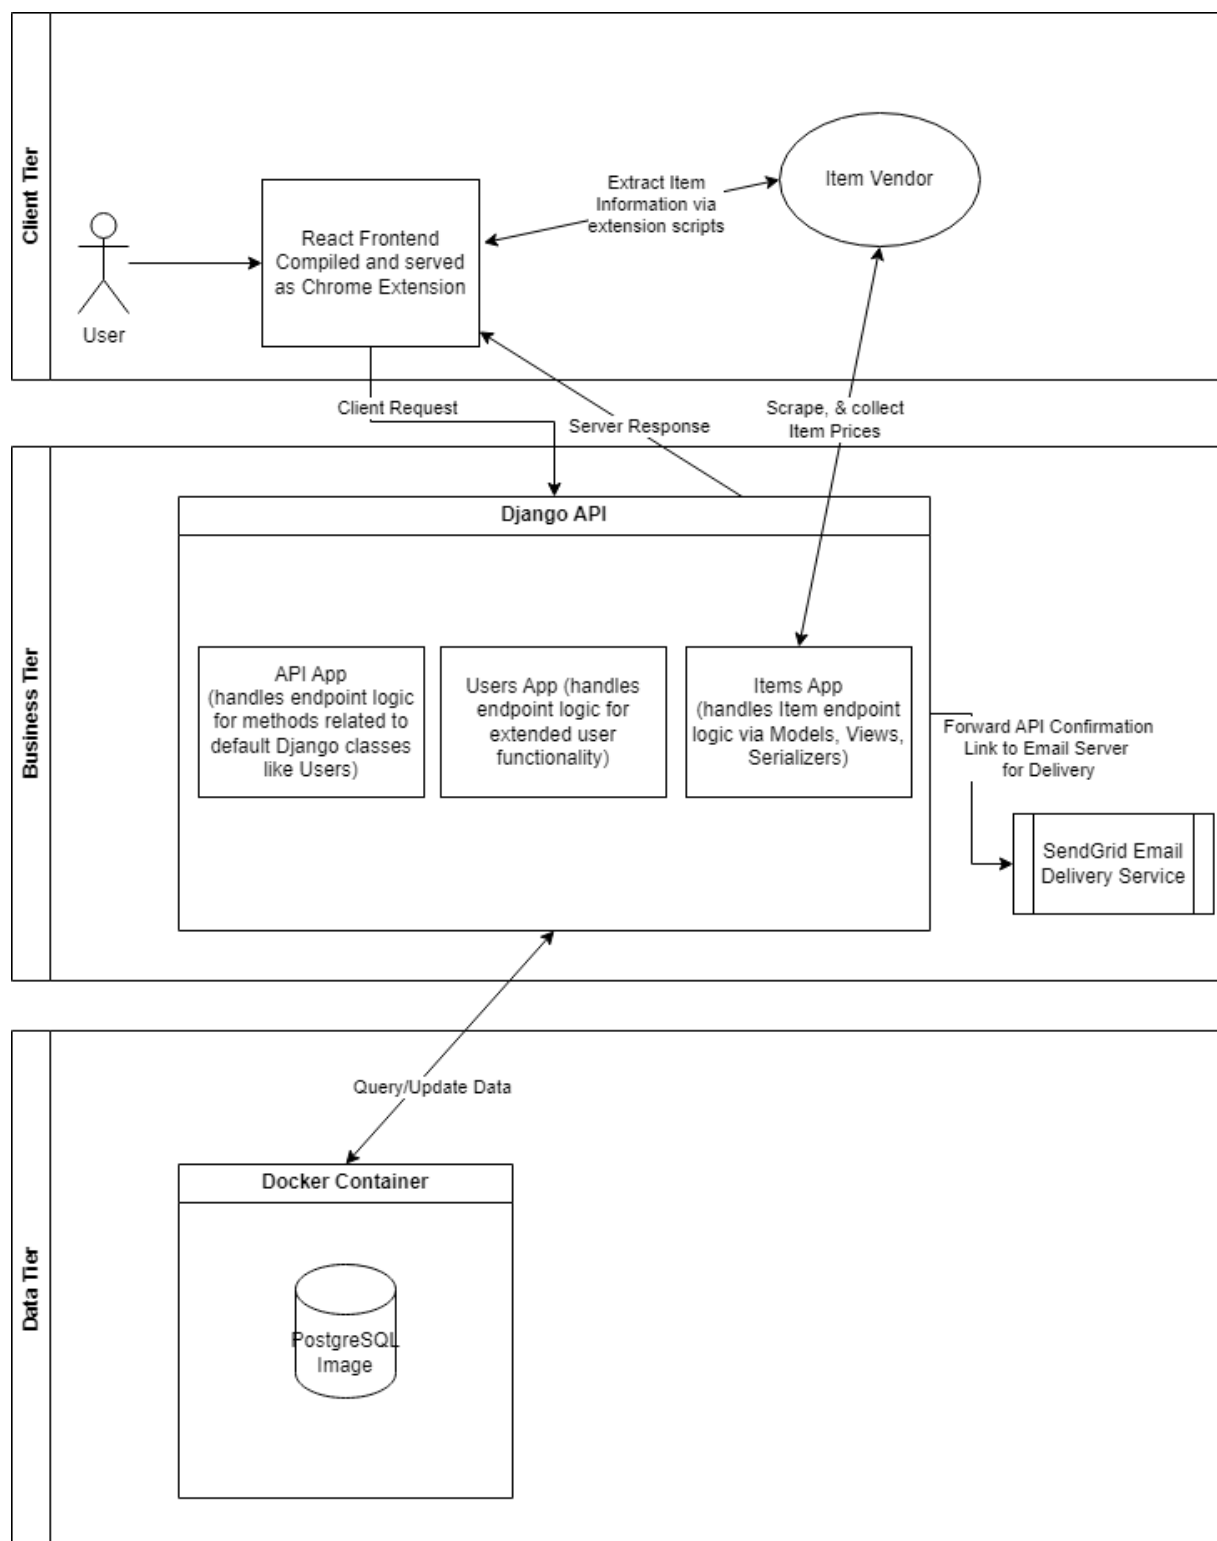 Client Tier
Item Vendor
Extract Item
Information via
extension scripts
React Frontend
Compiled and served
as Chrome Extension
User
Client Request
Server Response
Scrape, & collect
Item Prices
Business Tier
Django API
API App
(handles endpoint logic
for methods related to
default Django classes
like Users)
Users App (handles
endpoint logic for
extended user
functionality)
Items App
(handles Item endpoint
logic via Models, Views,
Serializers)
Forward API Confirmation
Link to Email Server
for Delivery
SendGrid Email
Delivery Service
Data Tier
Query/Update Data
Docker Container
PostgreSQL
Image